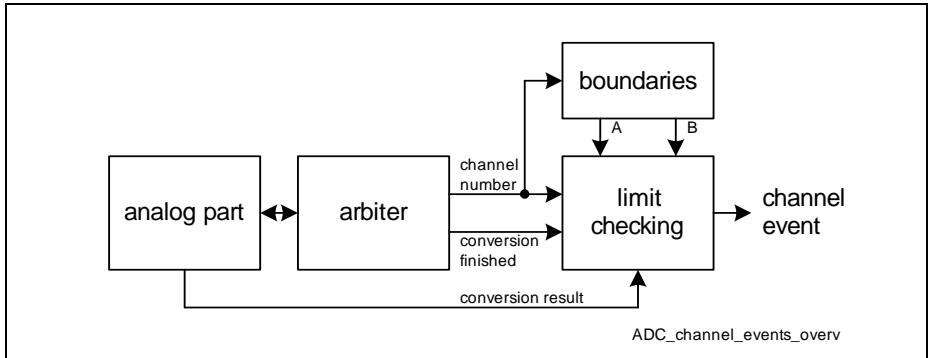 boundaries
A
B
channel
number
analog part
arbiter
limit
checking
channel
event
conversion
finished
conversion result
ADC_channel_events_overv